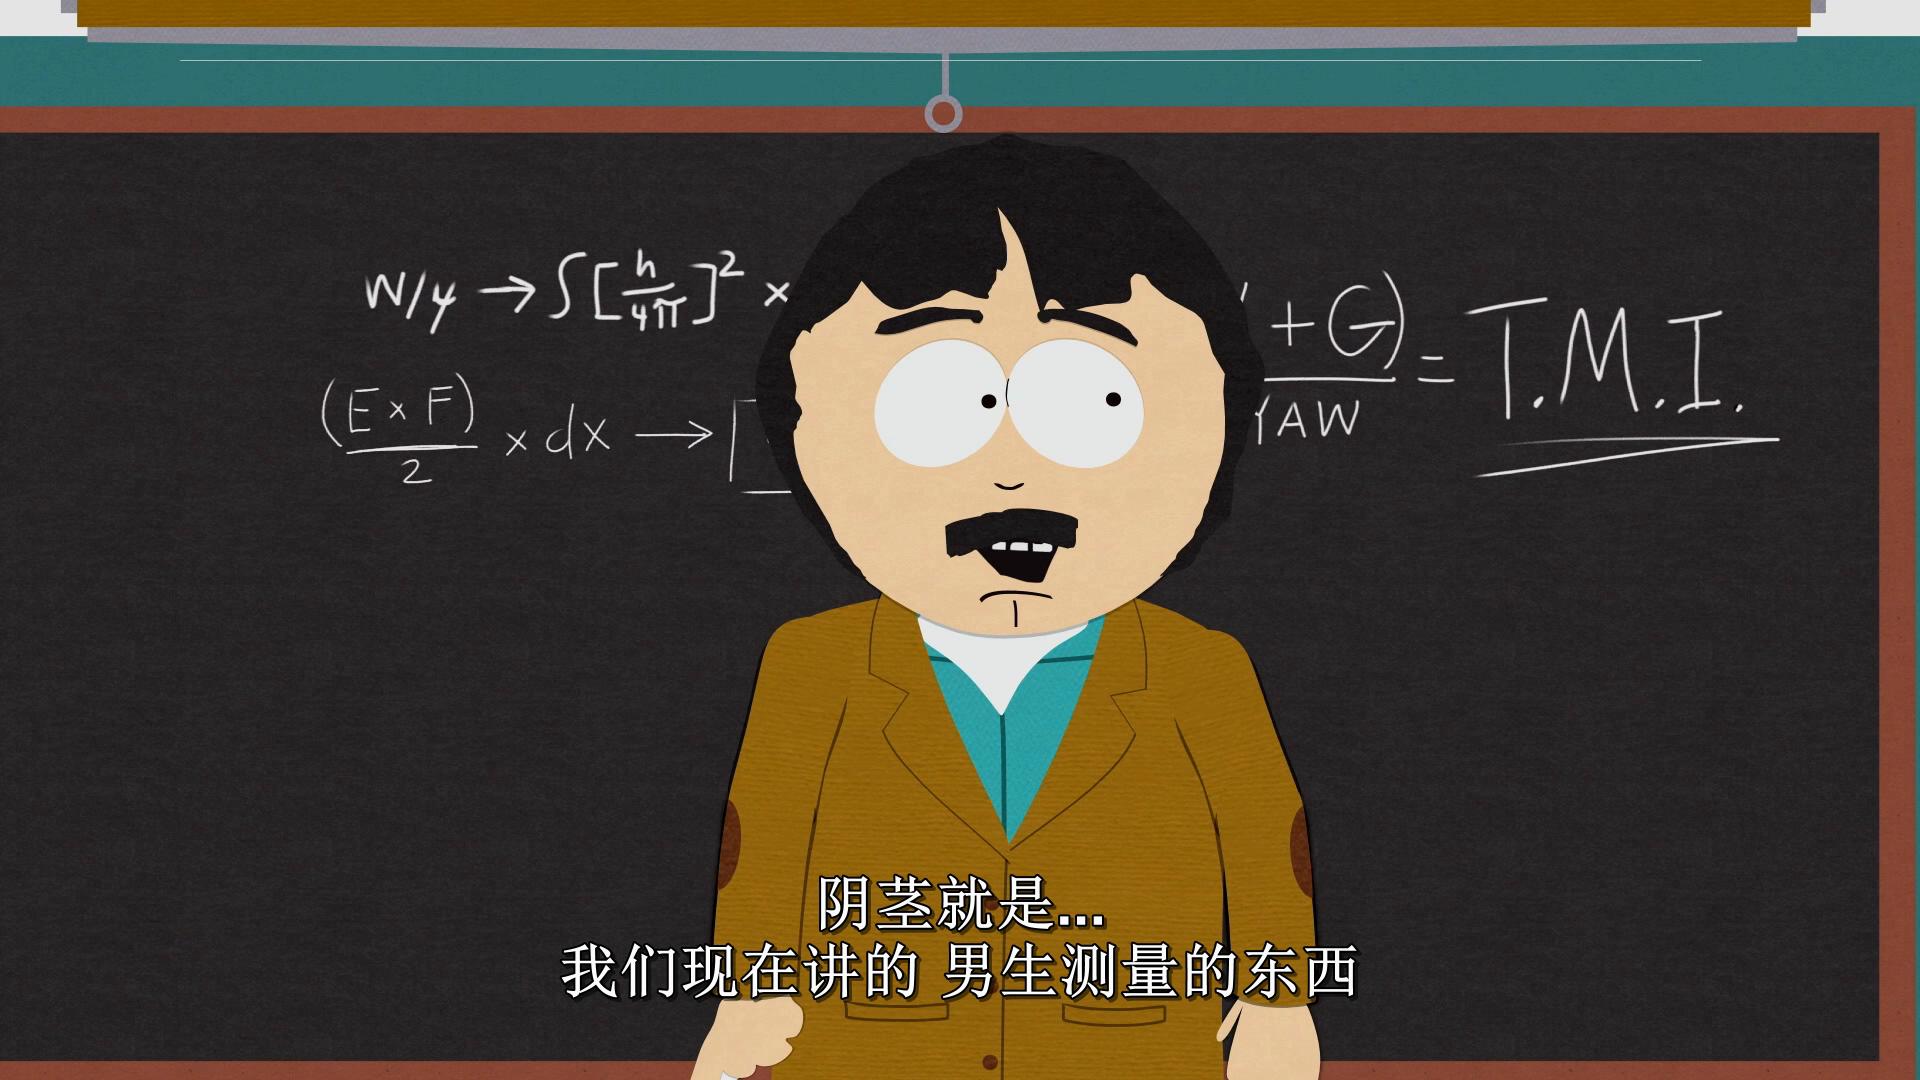 W/y → ∫[h/4π]² ×
+ G) = T.M.I.
YAW
(E × F)/2 × dx →
阴茎就是...
我们现在讲的 男生测量的东西